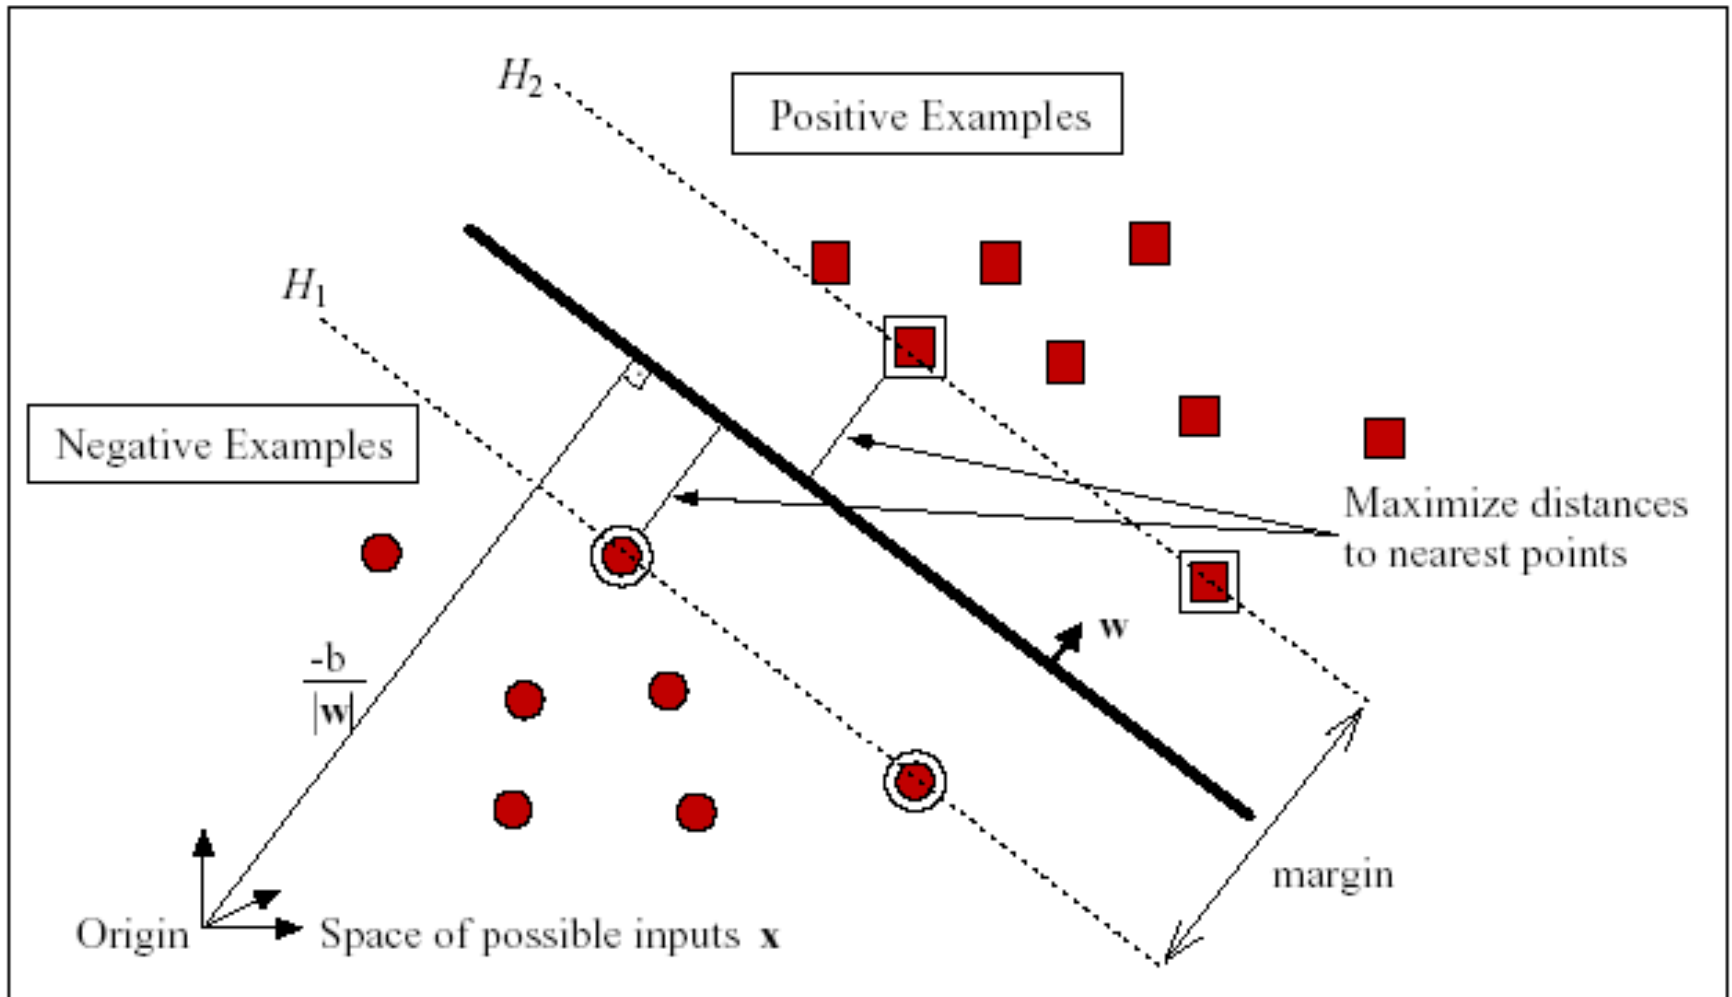 H2
Positive Examples
H1
Negative Examples
Maximize distances
to nearest points
w
-b
|w|
margin
Origin
Space of possible inputs x